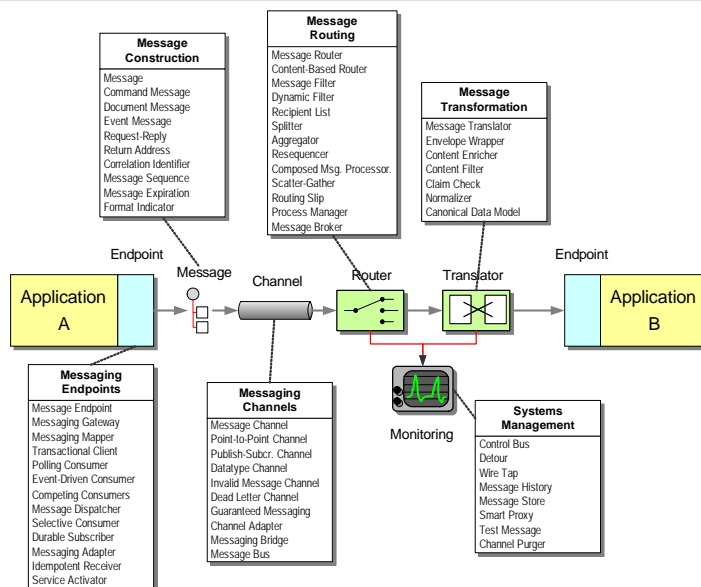 Message
Construction
Message
Command Message
Document Message
Event Message
Request-Reply
Return Address
Correlation Identifier
Message Sequence
Message Expiration
Format Indicator
Message
Routing
Message Router
Content-Based Router
Message Filter
Dynamic Filter
Recipient List
Splitter
Aggregator
Resequencer
Composed Msg. Processor.
Scatter-Gather
Routing Slip
Process Manager
Message Broker
Message
Transformation
Message Translator
Envelope Wrapper
Content Enricher
Content Filter
Claim Check
Normalizer
Canonical Data Model
Endpoint
Message
Channel
Router
Translator
Endpoint
Application
A
Application
B
Messaging
Endpoints
Message Endpoint
Messaging Gateway
Messaging Mapper
Transactional Client
Polling Consumer
Event-Driven Consumer
Competing Consumers
Message Dispatcher
Selective Consumer
Durable Subscriber
Messaging Adapter
Idempotent Receiver
Service Activator
Messaging
Channels
Message Channel
Point-to-Point Channel
Publish-Subcr. Channel
Datatype Channel
Invalid Message Channel
Dead Letter Channel
Guaranteed Messaging
Channel Adapter
Messaging Bridge
Message Bus
Monitoring
Systems
Management
Control Bus
Detour
Wire Tap
Message History
Message Store
Smart Proxy
Test Message
Channel Purger